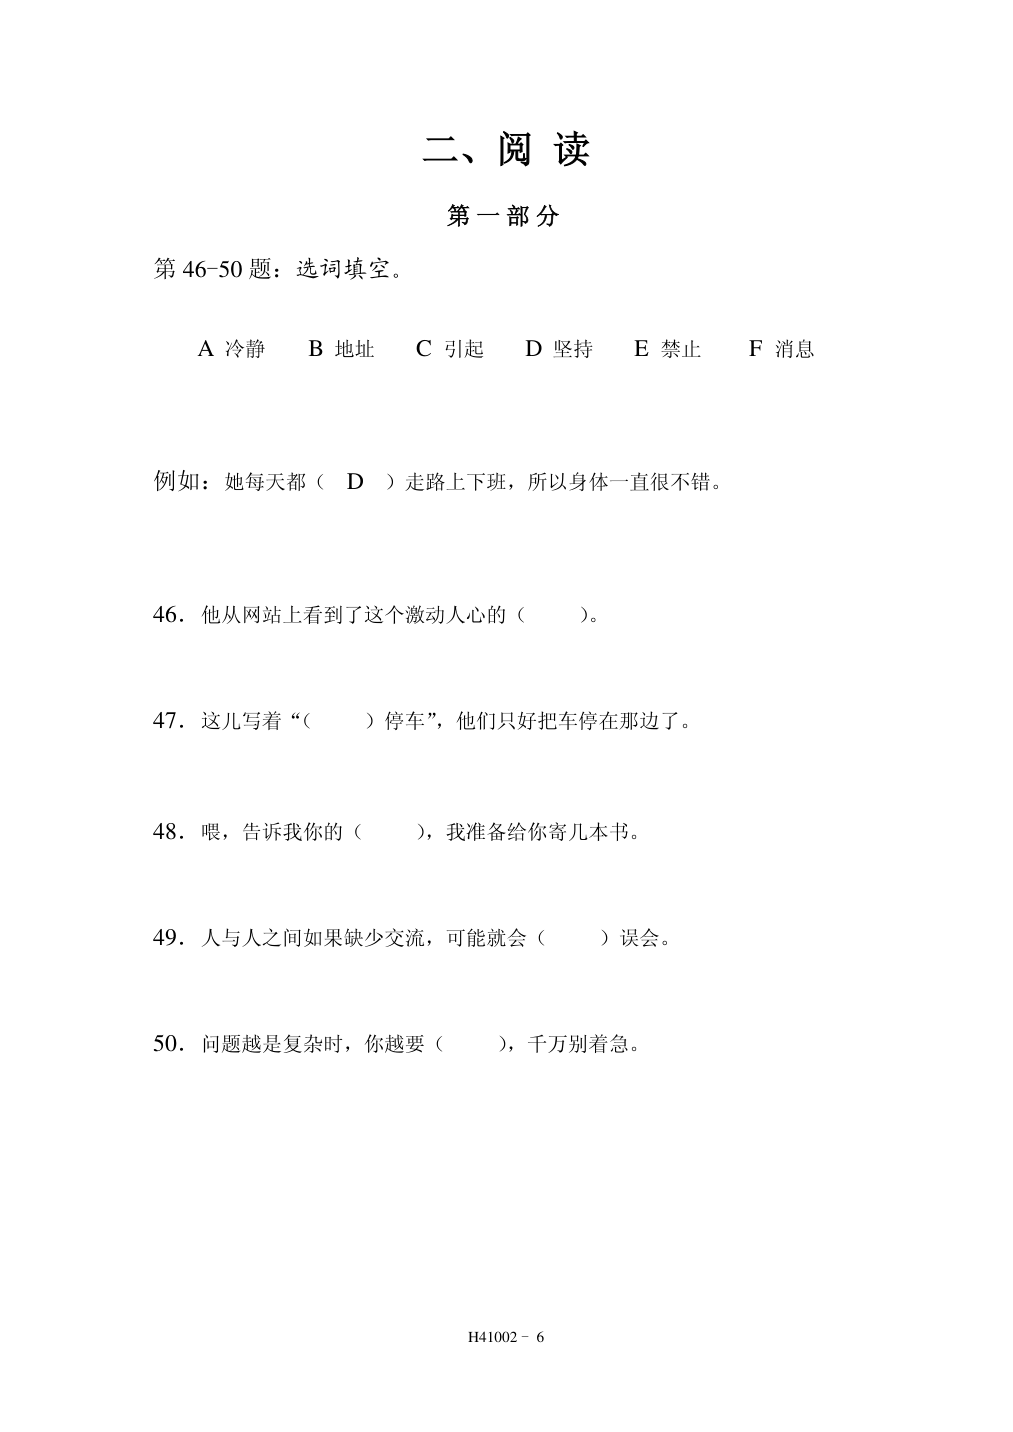 二、阅 读
第一部分
第 46-50 题：选词填空。
A 冷静 B 地址 C 引起 D 坚持 E 禁止 F 消息
例如：她每天都（ D ）走路上下班，所以身体一直很不错。
46．他从网站上看到了这个激动人心的（ ）。
47．这儿写着“（ ）停车”，他们只好把车停在那边了。
48．喂，告诉我你的（ ），我准备给你寄几本书。
49．人与人之间如果缺少交流，可能就会（ ）误会。
50．问题越是复杂时，你越要（ ），千万别着急。
H41002 - 6